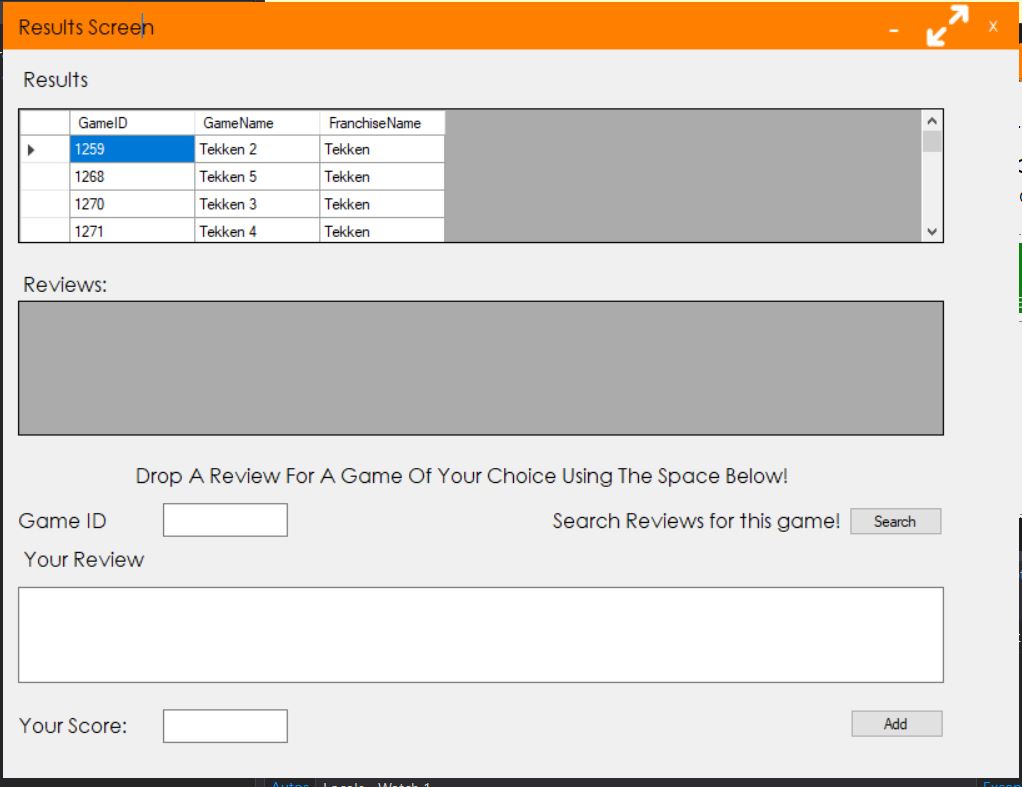 Results Screen - X
Results
GameID GameName FranchiseName
1259 Tekken 2 Tekken
1268 Tekken 5 Tekken
1270 Tekken 3 Tekken
1271 Tekken 4 Tekken
Reviews:
Drop A Review For A Game Of Your Choice Using The Space Below!
Game ID Search Reviews for this game! Search
Your Review
Your Score: Add
Autos Locals Watch 1